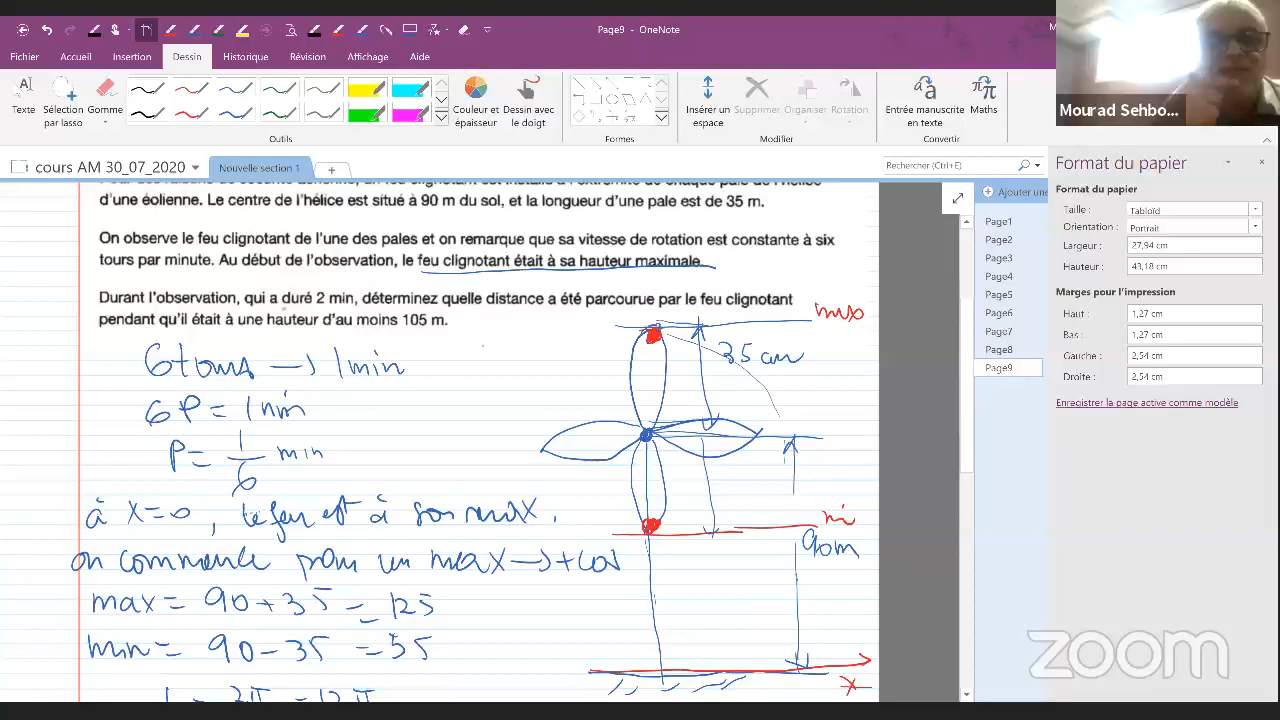 Page9 - OneNote
Fichier Accueil Insertion Dessin Historique Révision Affichage Aide
Texte Sélection par lasso Gomme
Couleur et épaisseur Dessin avec le doigt
Insérer un espace Supprimer Organiser Rotation
Entrée manuscrite en texte Maths
Outils Formes Modifier Convertir
Mourad Sehbo...
cours AM 30_07_2020 Nouvelle section 1 +
Rechercher (Ctrl+E)
d'une éolienne. Le centre de l'hélice est situé à 90 m du sol, et la longueur d'une pale est de 35 m.
On observe le feu clignotant de l'une des pales et on remarque que sa vitesse de rotation est constante à six
tours par minute. Au début de l'observation, le feu clignotant était à sa hauteur maximale.
Durant l'observation, qui a duré 2 min, déterminez quelle distance a été parcourue par le feu clignotant
pendant qu'il était à une hauteur d'au moins 105 m.
6 tours → 1 min
6P = 1 min
P = 1/6 min
à x=0, le feu est à son max.
on commence pour un max → +cos
max = 90 + 35 = 125
min = 90 - 35 = 55
max
35 cm
mi
90m
x
Ajouter une
Page1
Page2
Page3
Page4
Page5
Page6
Page7
Page8
Page9
Format du papier
Format du papier
Taille : Tabloïd
Orientation : Portrait
Largeur : 27,94 cm
Hauteur : 43,18 cm
Marges pour l'impression
Haut : 1,27 cm
Bas : 1,27 cm
Gauche : 2,54 cm
Droite : 2,54 cm
Enregistrer la page active comme modèle
zoom